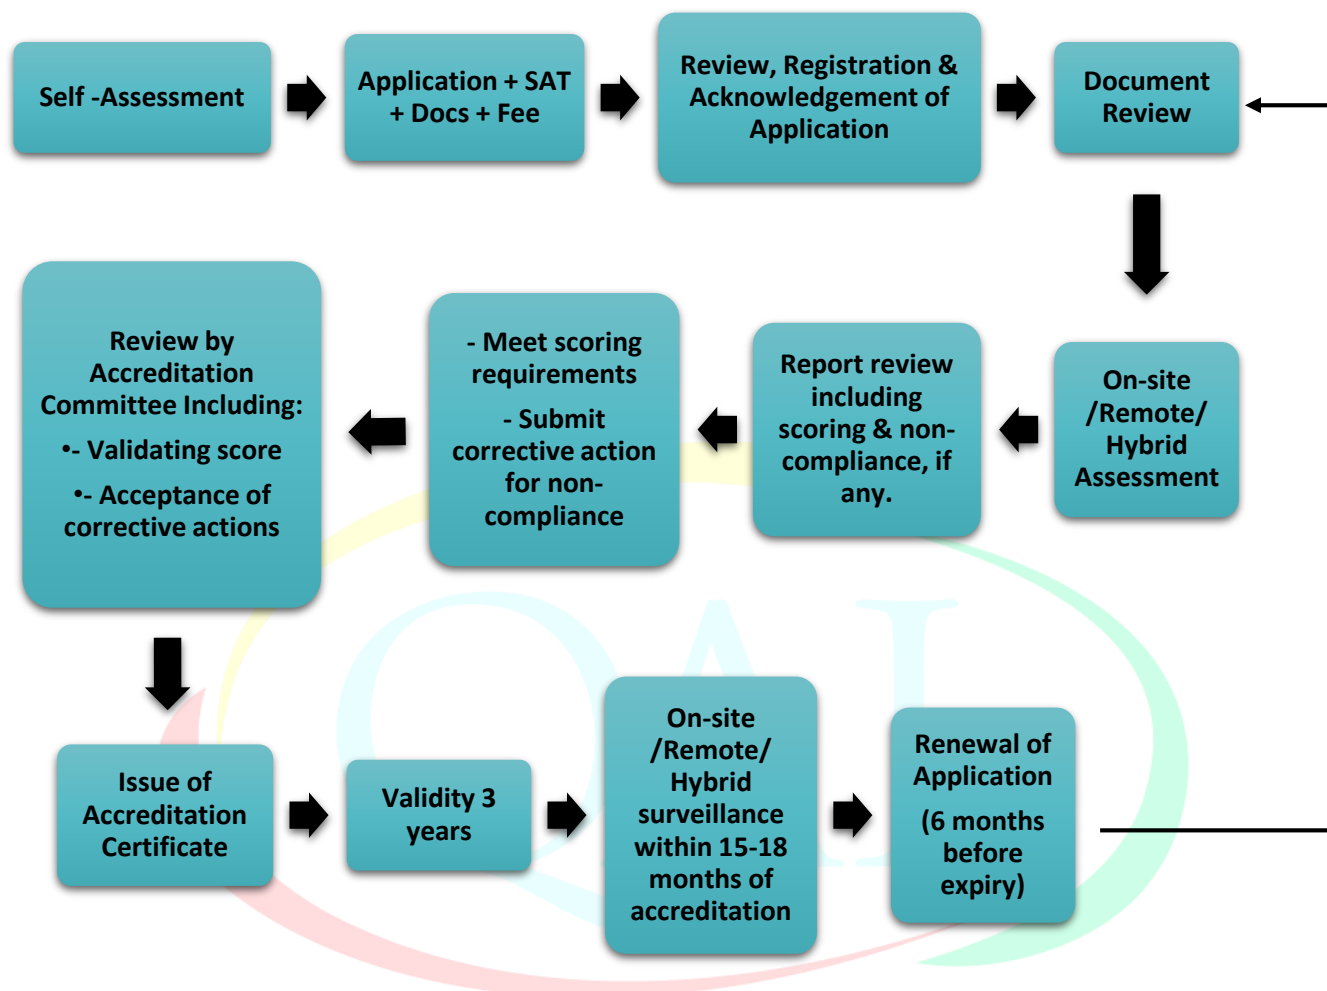 Self -Assessment
Application + SAT
+ Docs + Fee
Review, Registration &
Acknowledgement of
Application
Document
Review
On-site
/Remote/
Hybrid
Assessment
Report review
including
scoring & non-
compliance, if
any.
- Meet scoring
requirements
- Submit
corrective action
for non-
compliance
Review by
Accreditation
Committee Including:
•- Validating score
•- Acceptance of
corrective actions
Issue of
Accreditation
Certificate
Validity 3
years
On-site
/Remote/
Hybrid
surveillance
within 15-18
months of
accreditation
Renewal of
Application
(6 months
before
expiry)
QAI